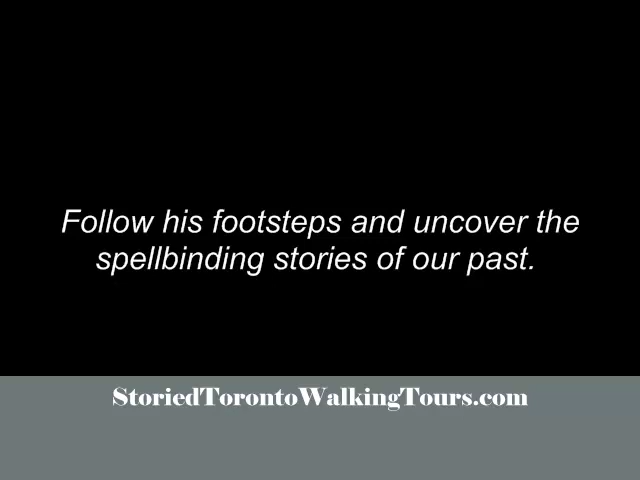 Follow his footsteps and uncover the
spellbinding stories of our past.
StoriedTorontoWalkingTours.com